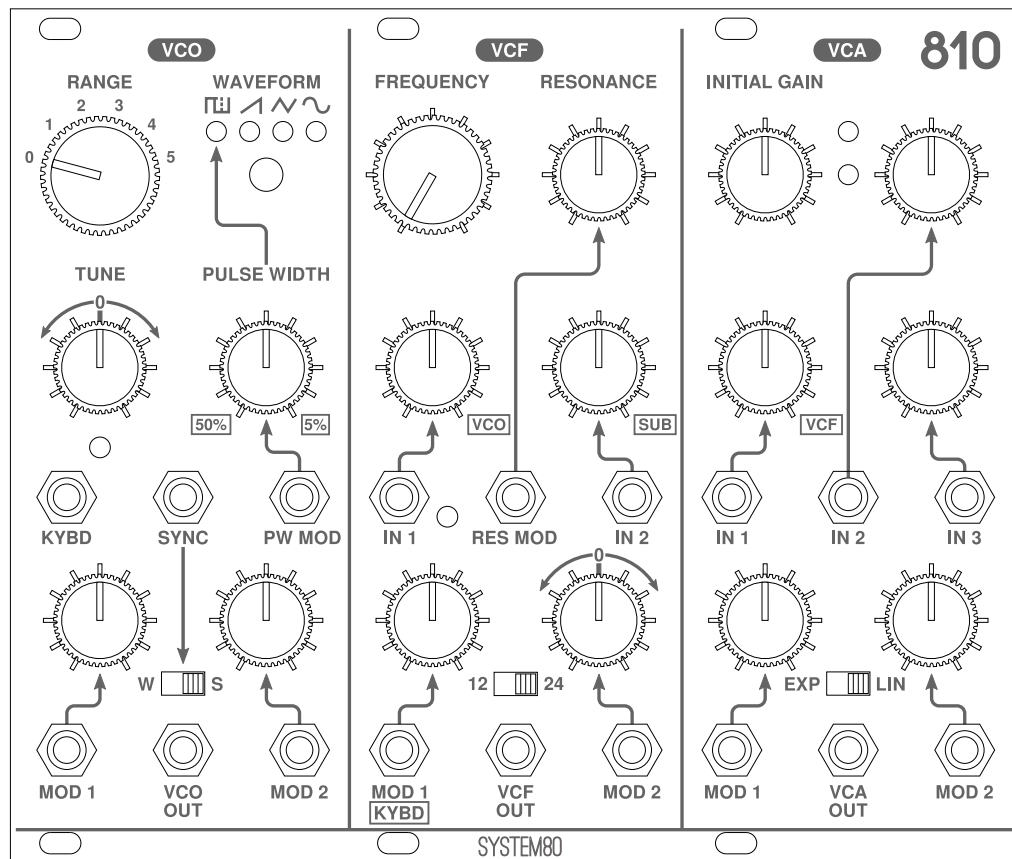 VCO VCF VCA 810
RANGE WAVEFORM FREQUENCY RESONANCE INITIAL GAIN
2 3
1 4
0 5
TUNE PULSE WIDTH
0
50% 5% VCO SUB VCF
KYBD SYNC PW MOD IN 1 RES MOD IN 2 IN 1 IN 2 IN 3
0
W S 12 24 EXP LIN
MOD 1 VCO OUT MOD 2 MOD 1 VCF OUT MOD 2 MOD 1 VCA OUT MOD 2
KYBD
SYSTEM80